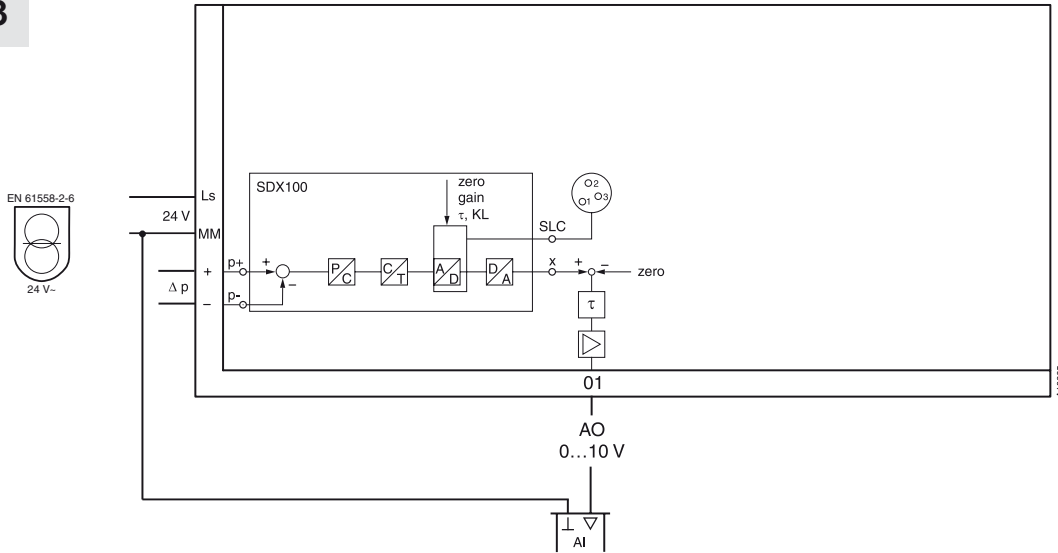 EN 61558-2-6
24 V~
Ls
24 V
MM
+
Δ p
−
p+
p-
SDX100
+
−
P
C
C
T
zero
gain
τ, KL
A
D
D
A
SLC
2
1
3
x
+
−
zero
τ
01
AO
0…10 V
AI